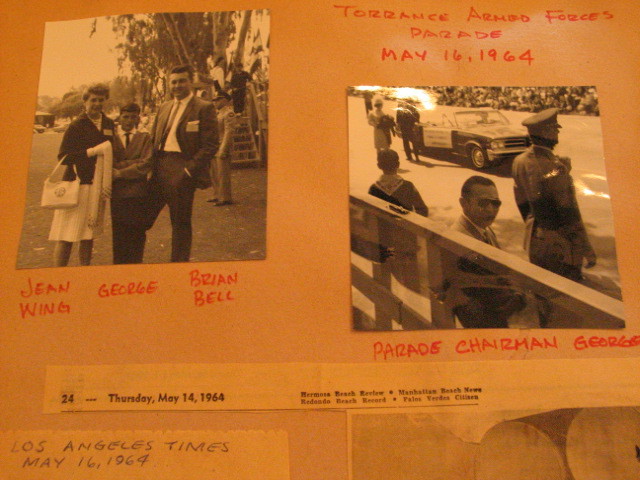 TORRANCE ARMED FORCES
PARADE
MAY 16, 1964
JEAN
WING
GEORGE
BRIAN
BELL
PARADE CHAIRMAN GEORGE
24 — Thursday, May 14, 1964
Hermosa Beach Review ★ Manhattan Beach News
Redondo Beach Record ★ Palos Verdes Citizen
LOS ANGELES TIMES
MAY 16, 1964